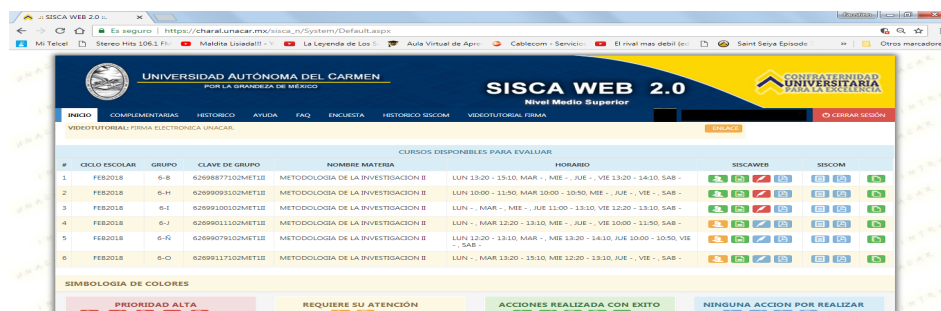 .:: SISCA WEB 2.0 ::.
Es seguro | https://charal.unacar.mx/sisca_n/System/Default.aspx
Mi Telcel Stereo Hits 106.1 FM Maldita Lisiada!!! - La Leyenda de Los S Aula Virtual de Apre Cablecom - Servicio: El rival mas debil (ec Saint Seiya Episode » Otros marcadores
UNIVERSIDAD AUTÓNOMA DEL CARMEN
POR LA GRANDEZA DE MÉXICO
SISCA WEB 2.0
Nivel Medio Superior
CONFRATERNIDAD
UNIVERSITARIA
PARA LA EXCELENCIA
INICIO COMPLEMENTARIAS HISTORICO AYUDA FAQ ENCUESTA HISTORICO SISCOM VIDEOTUTORIAL FIRMA CERRAR SESIÓN
VIDEOTUTORIAL: FIRMA ELECTRONICA UNACAR. ENLACE
CURSOS DISPONIBLES PARA EVALUAR
# CICLO ESCOLAR GRUPO CLAVE DE GRUPO NOMBRE MATERIA HORARIO SISCAWEB SISCOM
1 FEB2018 6-B 62698877102MET1II METODOLOGIA DE LA INVESTIGACION II LUN 13:20 - 15:10, MAR - , MIE - , JUE - , VIE 13:20 - 14:10, SAB -
2 FEB2018 6-H 62699093102MET1II METODOLOGIA DE LA INVESTIGACION II LUN 10:00 - 11:50, MAR 10:00 - 10:50, MIE - , JUE - , VIE - , SAB -
3 FEB2018 6-I 62699100102MET1II METODOLOGIA DE LA INVESTIGACION II LUN - , MAR - , MIE - , JUE 11:00 - 13:10, VIE 12:20 - 13:10, SAB -
4 FEB2018 6-J 62699011102MET1II METODOLOGIA DE LA INVESTIGACION II LUN - , MAR 12:20 - 13:10, MIE - , JUE - , VIE 10:00 - 11:50, SAB -
5 FEB2018 6-Ñ 62699079102MET1II METODOLOGIA DE LA INVESTIGACION II LUN 12:20 - 13:10, MAR - , MIE 13:20 - 14:10, JUE 10:00 - 10:50, VIE
- , SAB -
6 FEB2018 6-O 62699117102MET1II METODOLOGIA DE LA INVESTIGACION II LUN - , MAR 13:20 - 15:10, MIE 12:20 - 13:10, JUE - , VIE - , SAB -
SIMBOLOGIA DE COLORES
PRIORIDAD ALTA REQUIERE SU ATENCIÓN ACCIONES REALIZADA CON EXITO NINGUNA ACCION POR REALIZAR